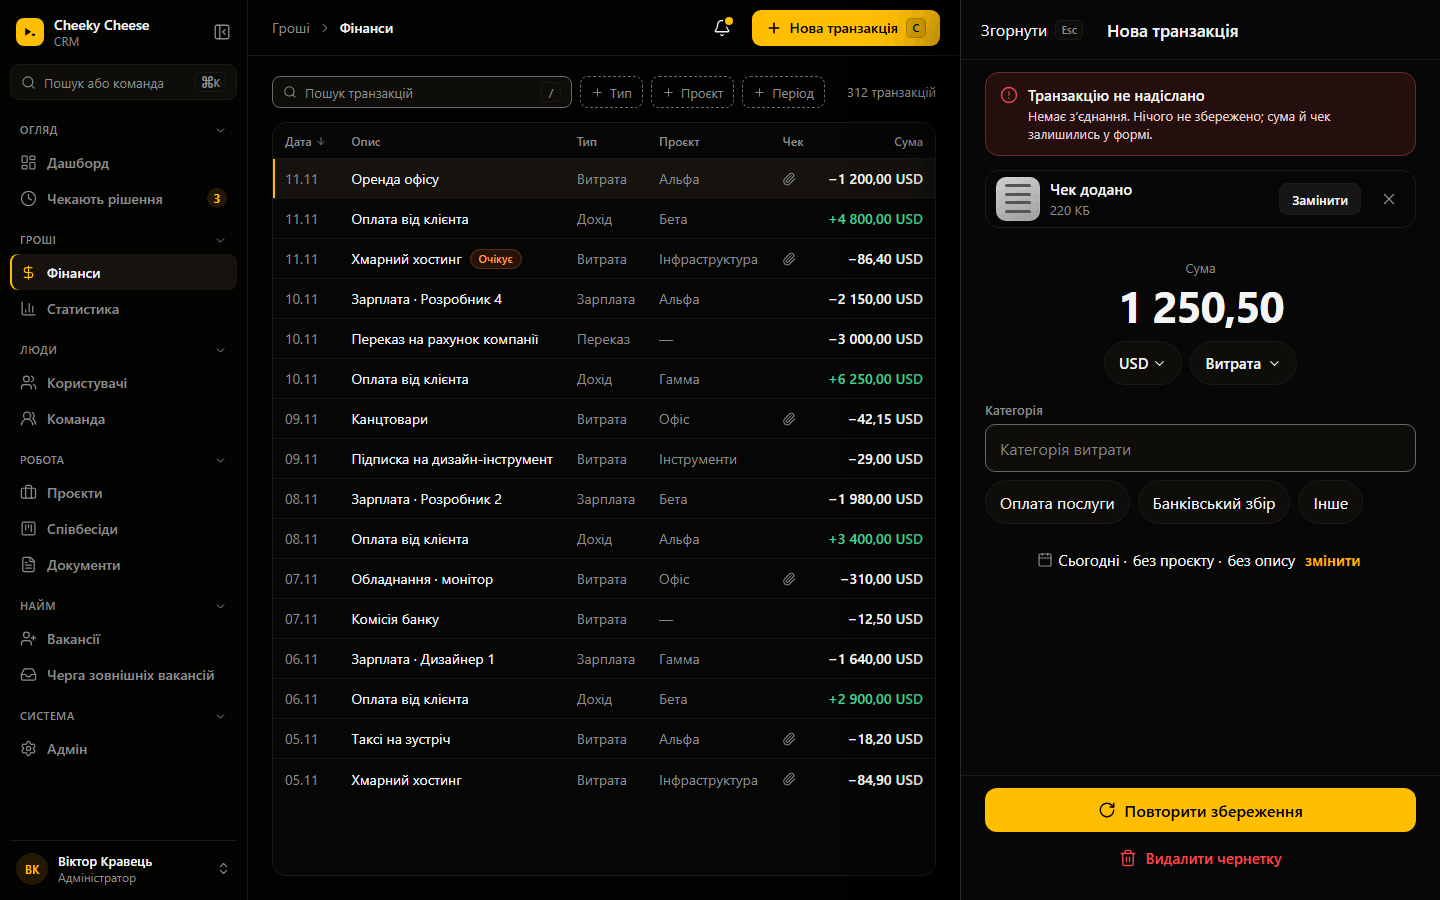 Cheeky Cheese
CRM
Пошук або команда ⌘K
ОГЛЯД
Дашборд
Чекають рішення 3
ГРОШІ
Фінанси
Статистика
ЛЮДИ
Користувачі
Команда
РОБОТА
Проєкти
Співбесіди
Документи
НАЙМ
Вакансії
Черга зовнішніх вакансій
СИСТЕМА
Адмін
ВК
Віктор Кравець
Адміністратор
Гроші > Фінанси
+ Нова транзакція C
Пошук транзакцій /
+ Тип
+ Проєкт
+ Період
312 транзакцій
Дата ↓ Опис Тип Проєкт Чек Сума
11.11 Оренда офісу Витрата Альфа −1 200,00 USD
11.11 Оплата від клієнта Дохід Бета +4 800,00 USD
11.11 Хмарний хостинг Очікує Витрата Інфраструктура −86,40 USD
10.11 Зарплата · Розробник 4 Зарплата Альфа −2 150,00 USD
10.11 Переказ на рахунок компанії Переказ — −3 000,00 USD
10.11 Оплата від клієнта Дохід Гамма +6 250,00 USD
09.11 Канцтовари Витрата Офіс −42,15 USD
09.11 Підписка на дизайн-інструмент Витрата Інструменти −29,00 USD
08.11 Зарплата · Розробник 2 Зарплата Бета −1 980,00 USD
08.11 Оплата від клієнта Дохід Альфа +3 400,00 USD
07.11 Обладнання · монітор Витрата Офіс −310,00 USD
07.11 Комісія банку Витрата — −12,50 USD
06.11 Зарплата · Дизайнер 1 Зарплата Гамма −1 640,00 USD
06.11 Оплата від клієнта Дохід Бета +2 900,00 USD
05.11 Таксі на зустріч Витрата Альфа −18,20 USD
05.11 Хмарний хостинг Витрата Інфраструктура −84,90 USD
Згорнути Esc Нова транзакція
Транзакцію не надіслано
Немає з’єднання. Нічого не збережено; сума й чек
залишились у формі.
Чек додано
220 КБ
Замінити
Сума
1 250,50
USD
Витрата
Категорія
Категорія витрати
Оплата послуги
Банківський збір
Інше
Сьогодні · без проєкту · без опису змінити
Повторити збереження
Видалити чернетку